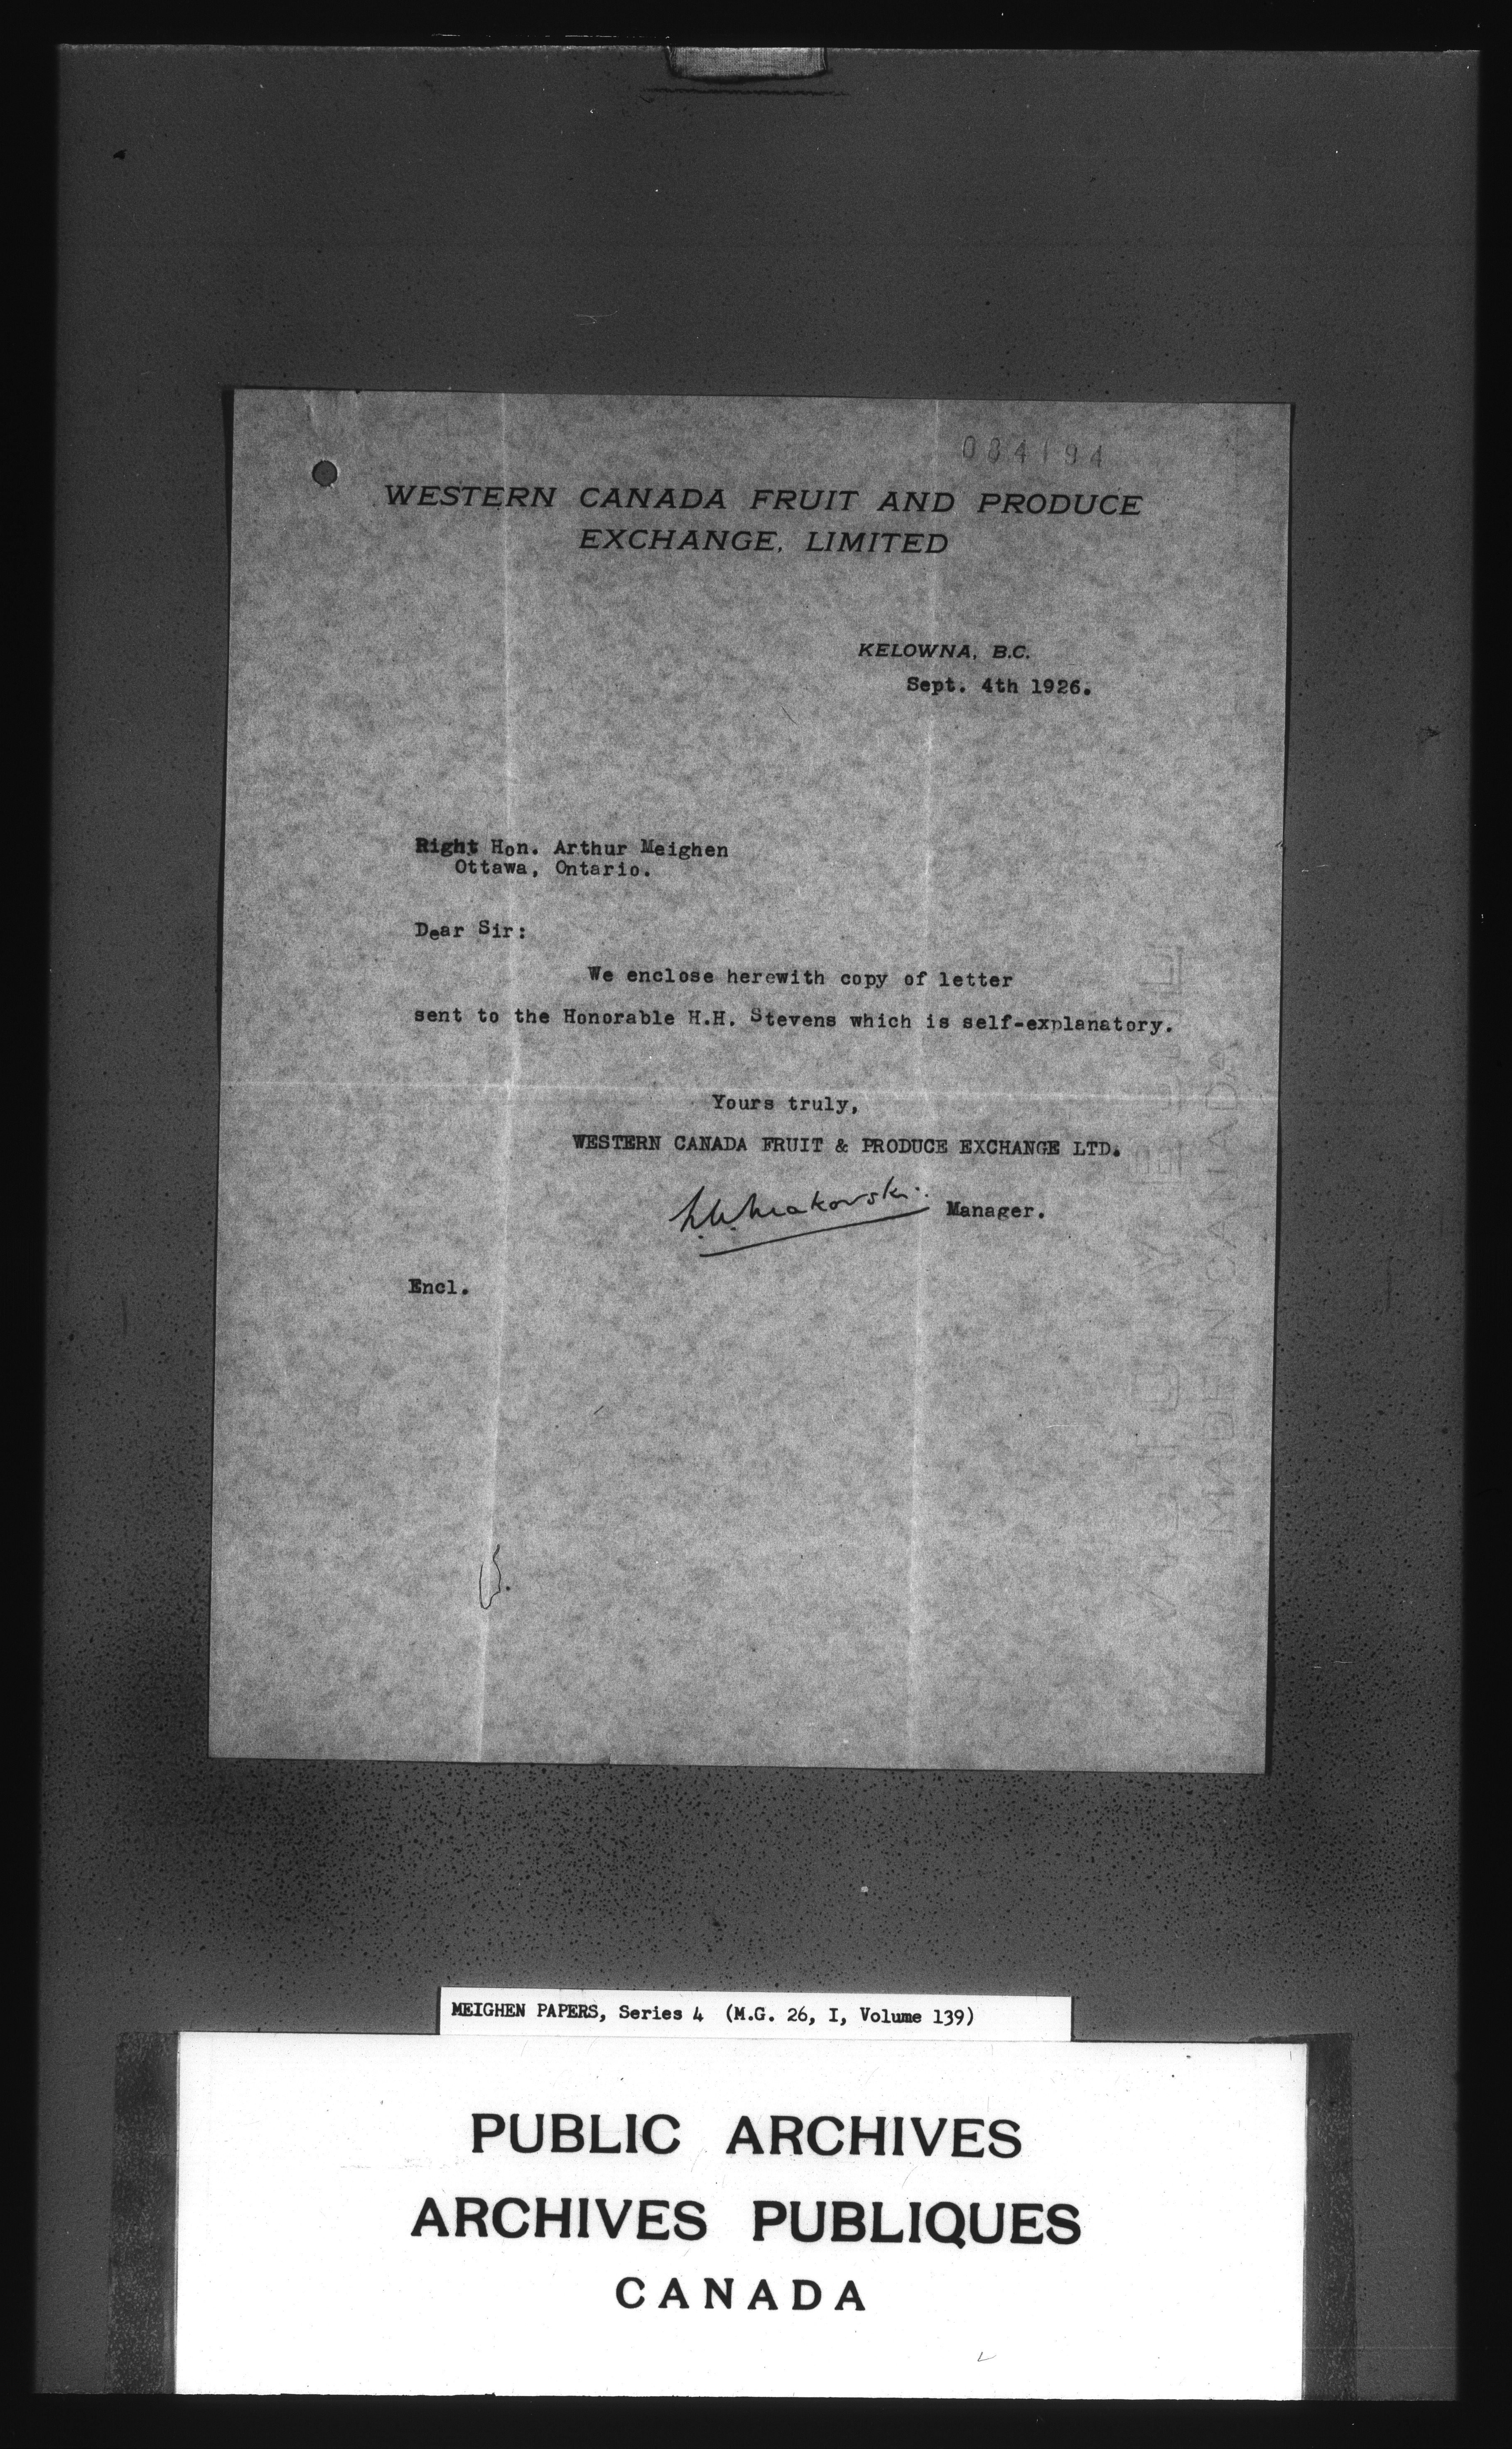 084194
WESTERN CANADA FRUIT AND PRODUCE
EXCHANGE, LIMITED
KELOWNA, B.C.
Sept. 4th 1926.
Right Hon. Arthur Meighen
Ottawa, Ontario.
Dear Sir:
We enclose herewith copy of letter
sent to the Honorable H.H. Stevens which is self-explanatory.
Yours truly,
WESTERN CANADA FRUIT & PRODUCE EXCHANGE LTD.
Manager.
Encl.
MADE IN CANADA
MEIGHEN PAPERS, Series 4 (M.G. 26, I, Volume 139)
PUBLIC ARCHIVES
ARCHIVES PUBLIQUES
CANADA